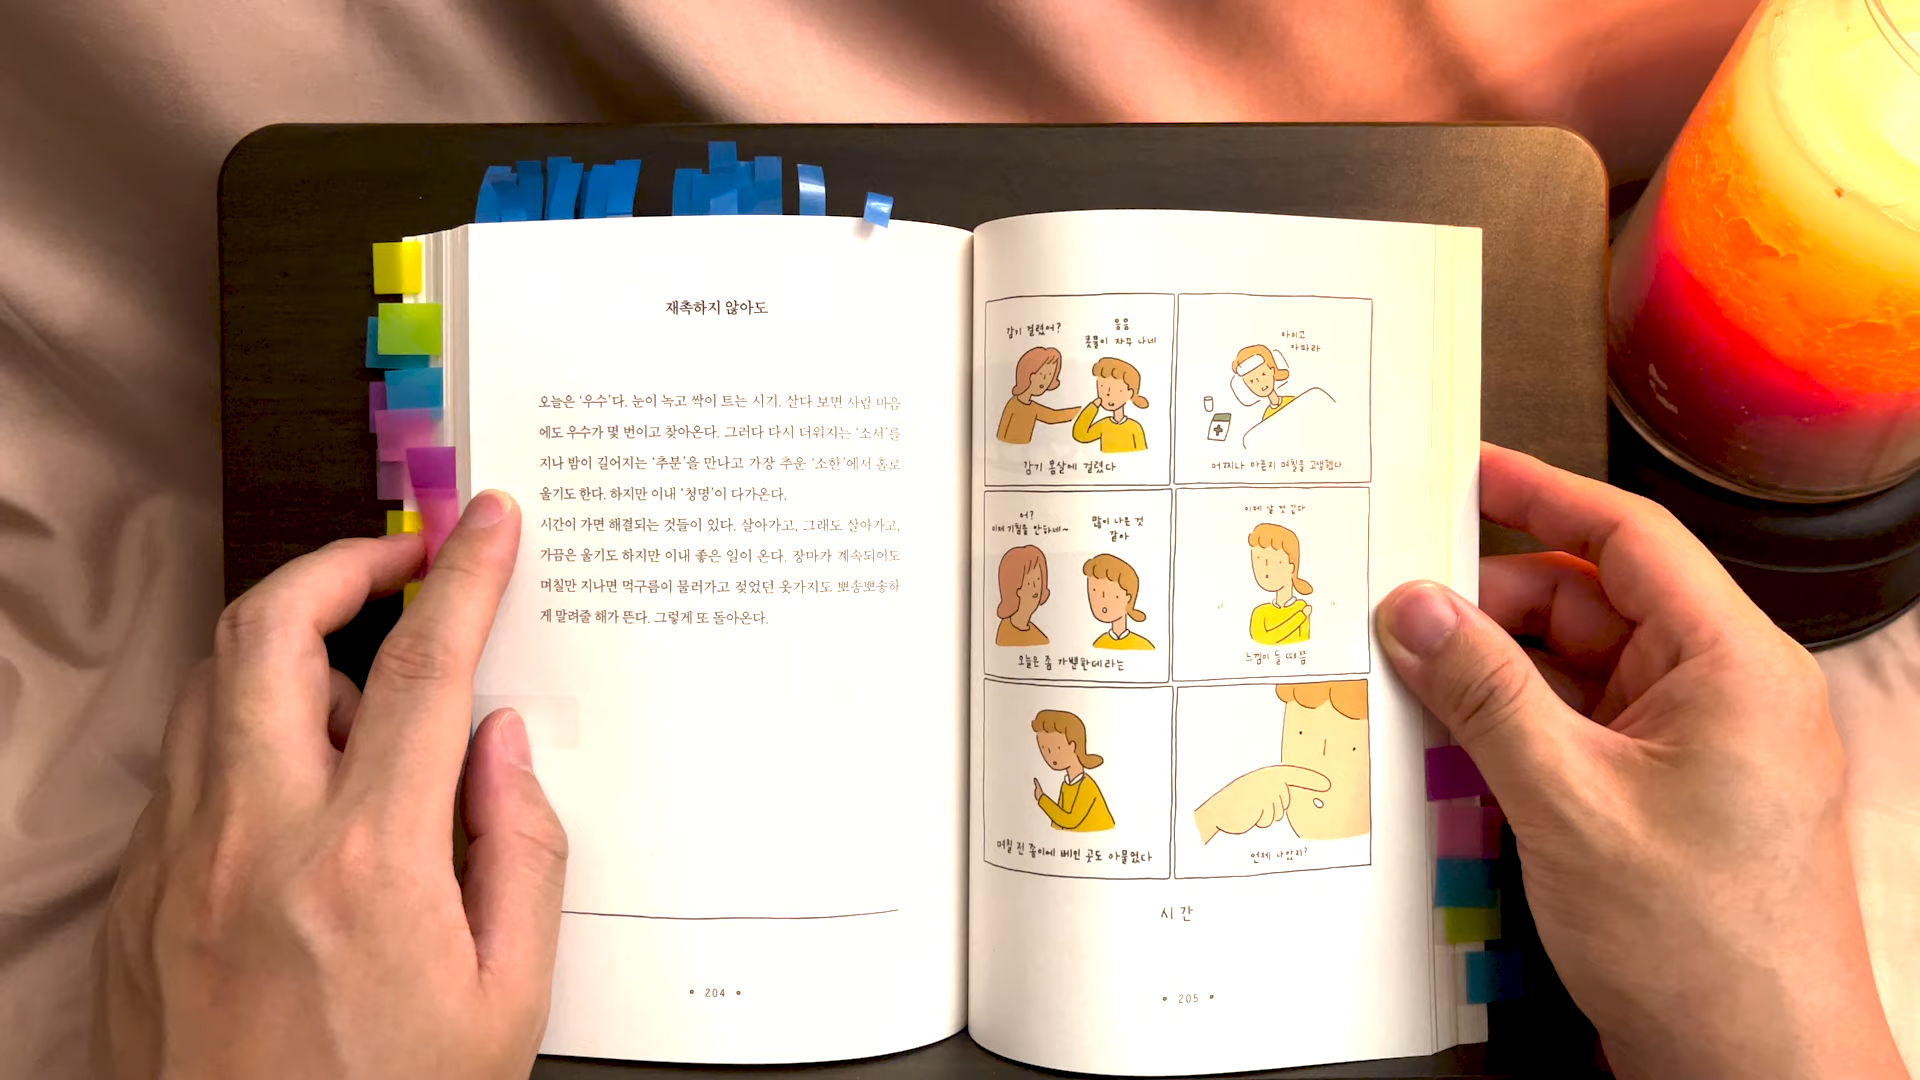 재촉하지 않아도
오늘은 ‘우수’다. 눈이 녹고 싹이 트는 시기. 살다 보면 사람 마음
에도 우수가 몇 번이고 찾아온다. 그러다 다시 더워지는 ‘소서’를
지나 밤이 길어지는 ‘추분’을 만나고 가장 추운 ‘소한’에서 홀로
울기도 한다. 하지만 이내 ‘청명’이 다가온다.
시간이 가면 해결되는 것들이 있다. 살아가고, 그래도 살아가고,
가끔은 울기도 하지만 이내 좋은 일이 온다. 장마가 계속되어도
며칠만 지나면 먹구름이 물러가고 젖었던 옷가지도 뽀송뽀송하
게 말려줄 해가 뜬다. 그렇게 또 돌아온다.
204
감기 걸렸어?
응응
콧물이 자꾸 나네
감기 몸살에 걸렸다
아이고
아파라
어찌나 아픈지 며칠을 고생했다
어?
이제 기침을 안하네~
많이 나은 것
같아
오늘은 좀 가뿐한데라는
이제 살 것 같다
느낌이 들 때쯤
며칠 전 종이에 베인 곳도 아물었다
언제 나았지?
시간
205